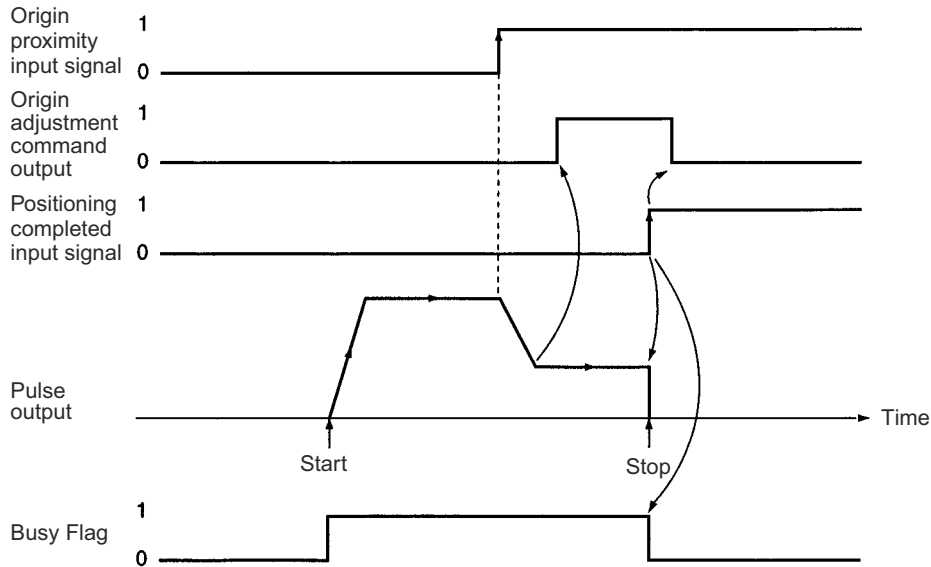 Origin
proximity
input signal
1
0
Origin
adjustment
command
output
1
0
Positioning
completed
input signal
1
0
Pulse
output
Time
Start
Stop
Busy Flag
1
0